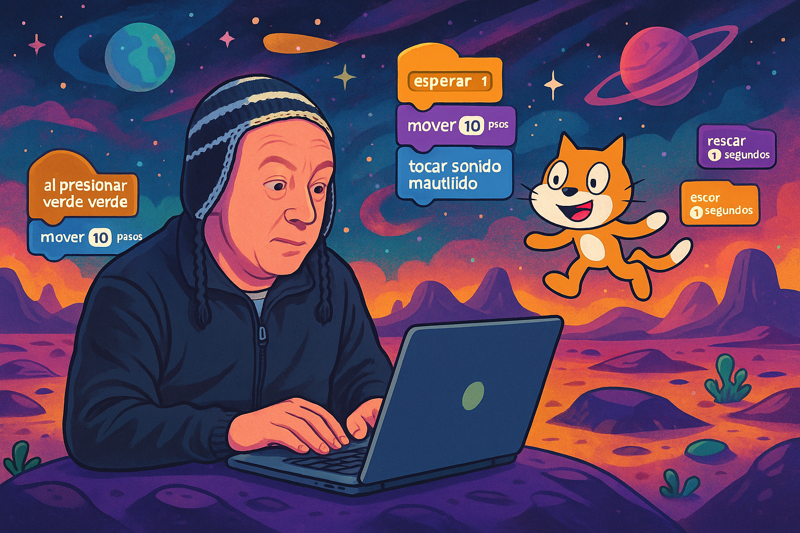 al presionar
verde verde
mover 10 pasos
esperar 1
mover 10 psos
tocar sonido
mautliido
rescar
1 segundos
escor
1 segundos